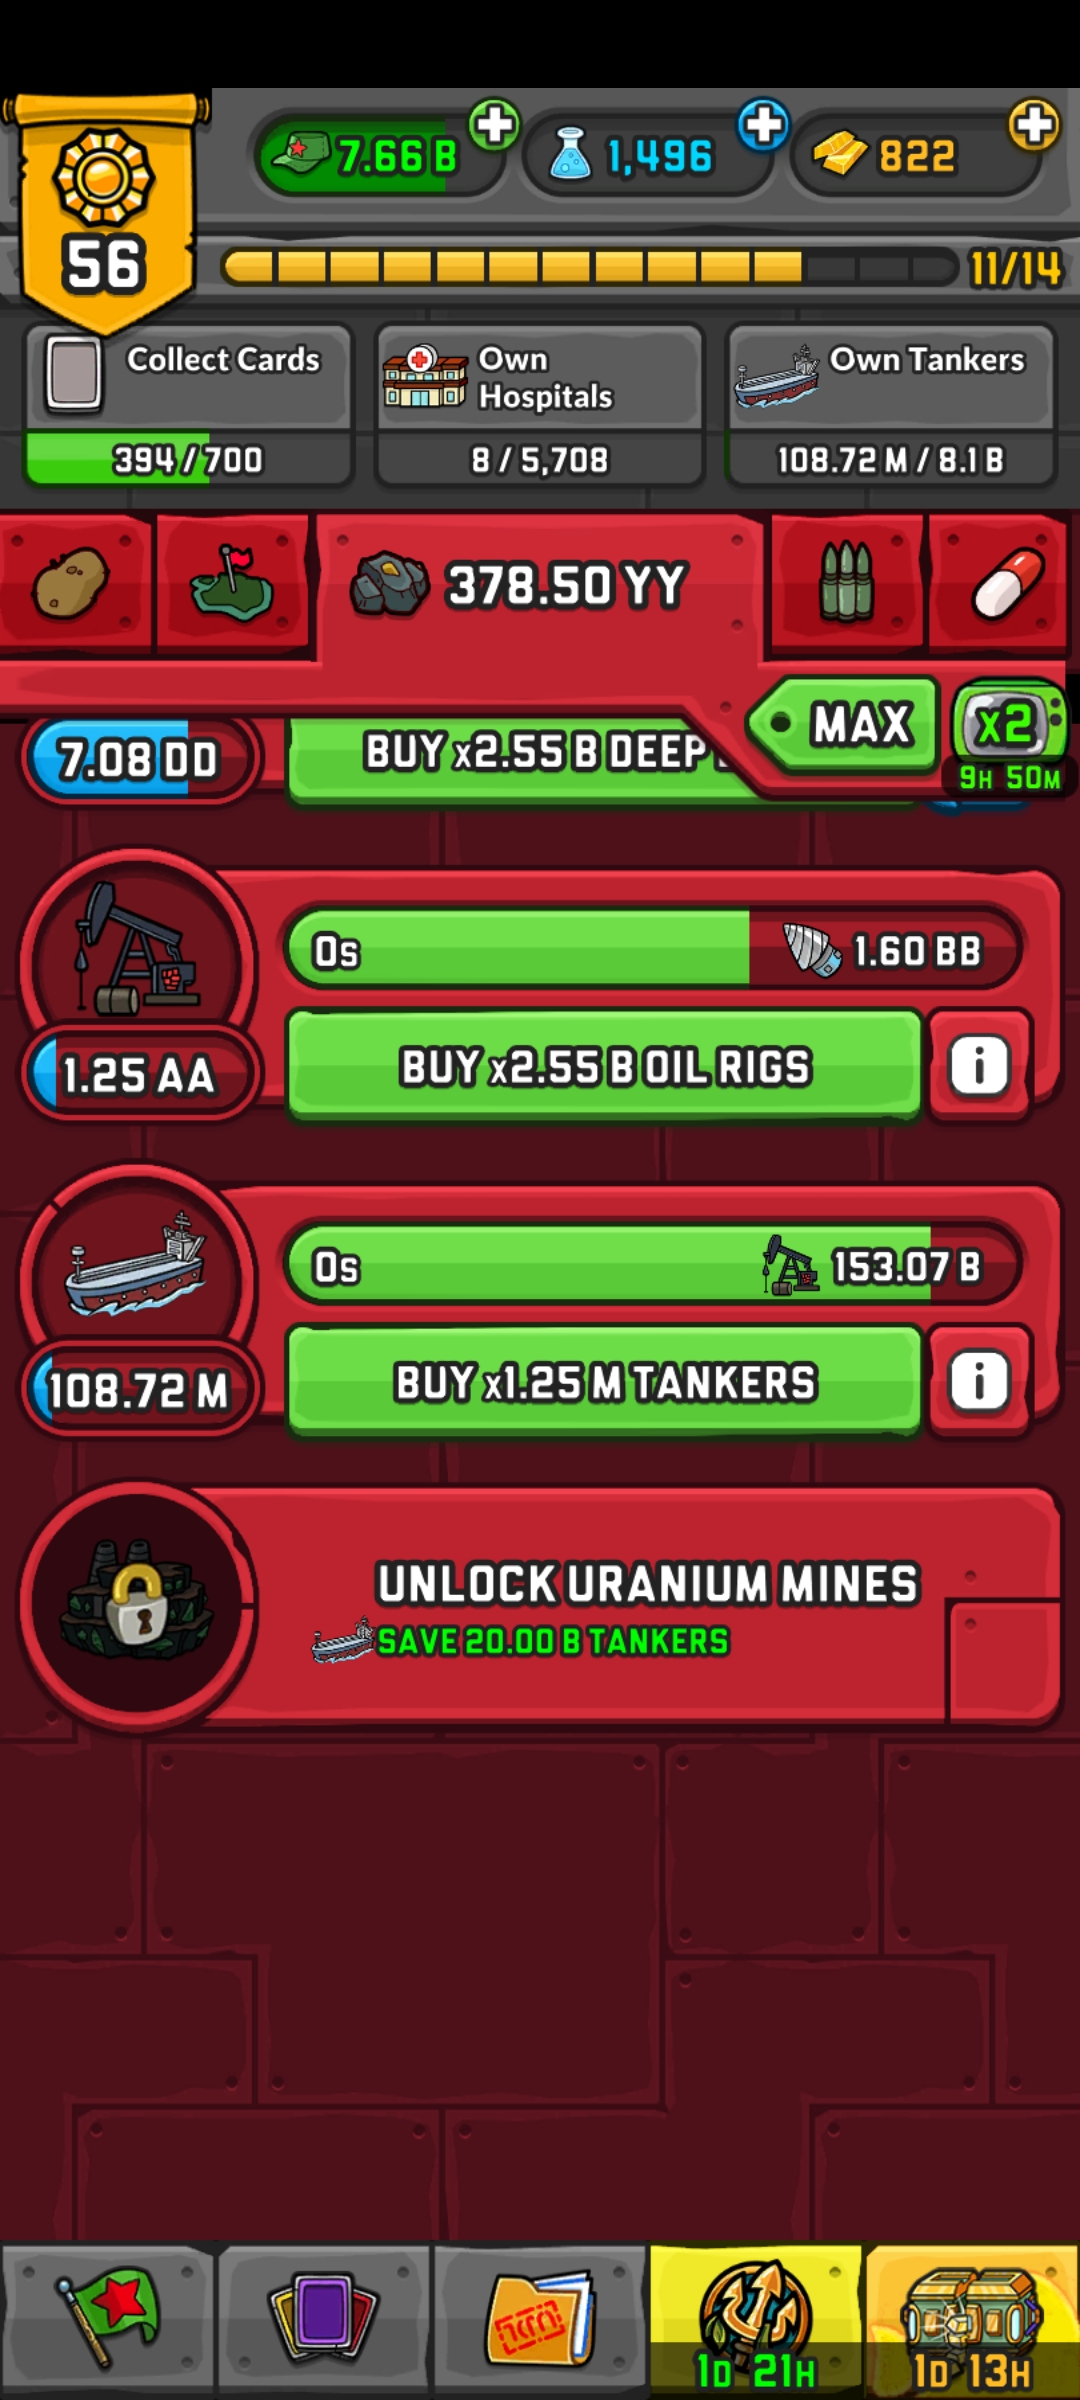 7.66 B
1,496
822
56
11/14
Collect Cards
394 / 700
Own
Hospitals
8 / 5,708
Own Tankers
108.72 M / 8.1 B
378.50 YY
MAX
x2
9H 50M
7.08 DD
BUY x2.55 B DEEP
0s
1.60 BB
1.25 AA
BUY x2.55 B OIL RIGS
i
0s
153.07 B
108.72 M
BUY x1.25 M TANKERS
i
UNLOCK URANIUM MINES
SAVE 20.00 B TANKERS
1D 21H
1D 13H